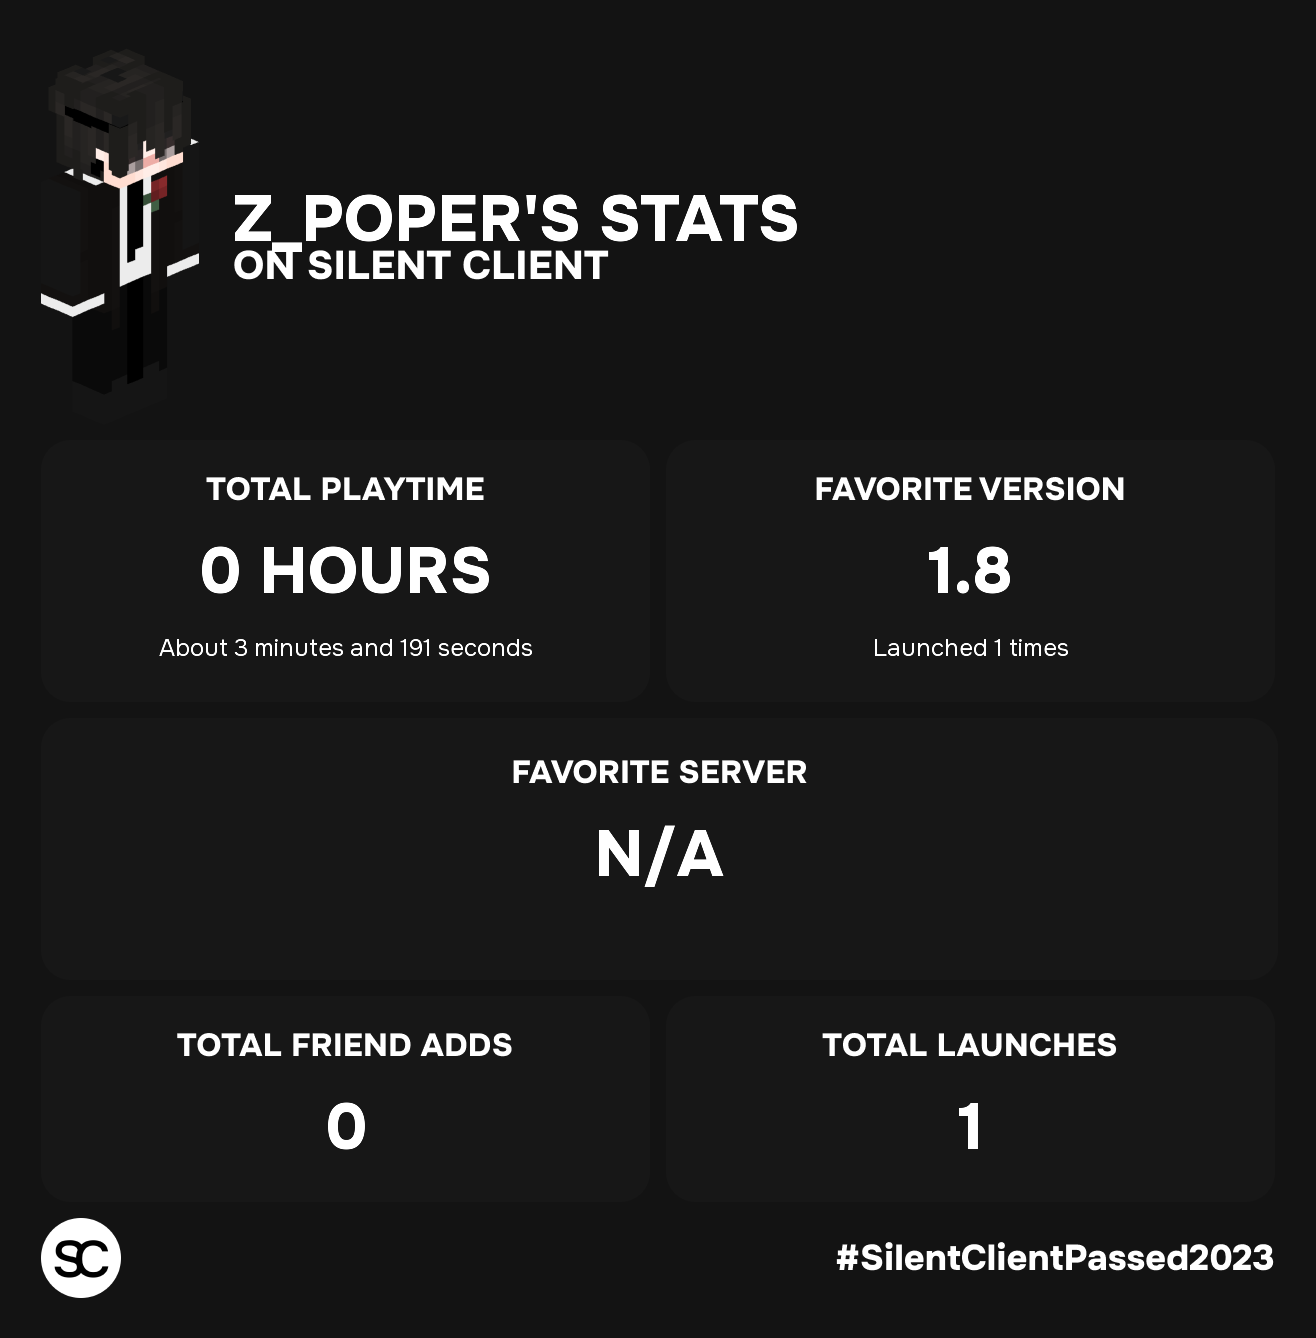 Z_POPER'S STATS
ON SILENT CLIENT
TOTAL PLAYTIME
0 HOURS
About 3 minutes and 191 seconds
FAVORITE VERSION
1.8
Launched 1 times
FAVORITE SERVER
N/A
TOTAL FRIEND ADDS
0
TOTAL LAUNCHES
1
SC
#SilentClientPassed2023